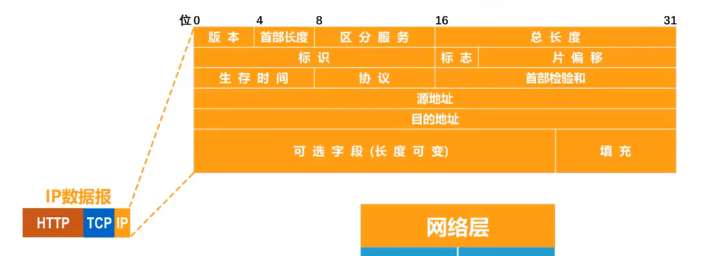 位 0 4 8 16 31
版本 首部长度 区分服务 总长度
标识 标志 片偏移
生存时间 协议 首部检验和
源地址
目的地址
可选字段(长度可变) 填充
IP数据报
HTTP TCP IP
网络层